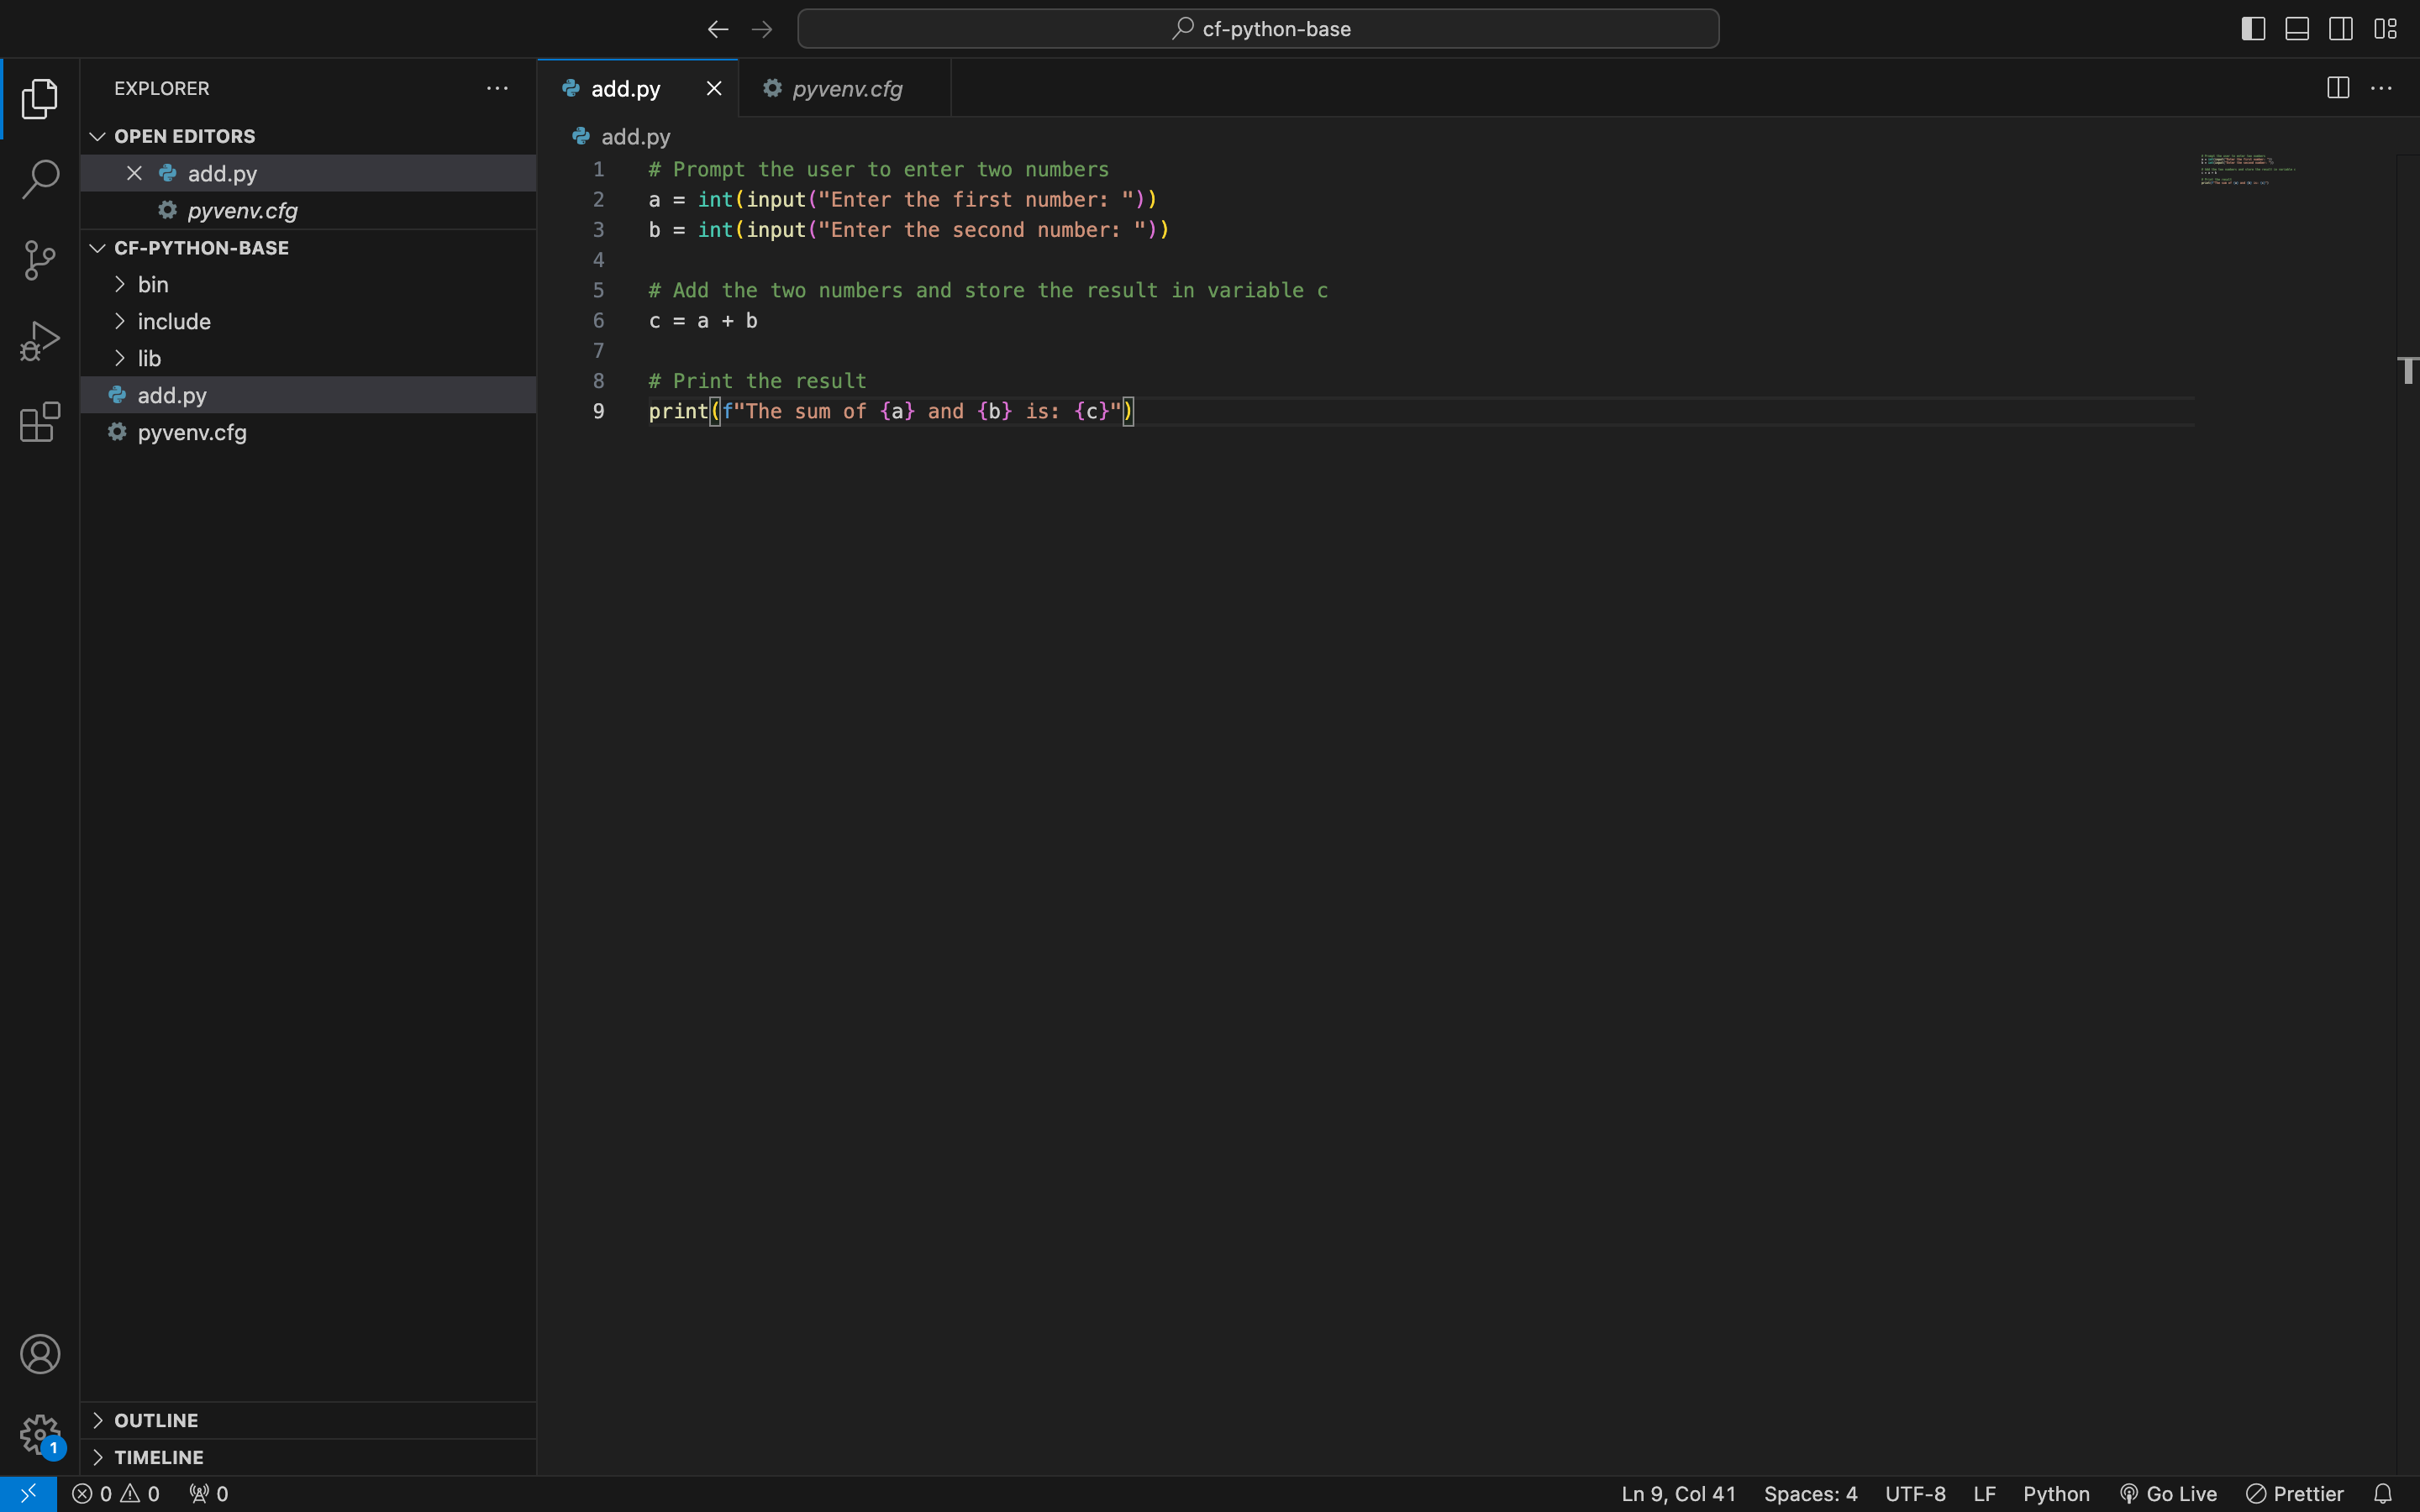 cf-python-base
EXPLORER
OPEN EDITORS
add.py
pyvenv.cfg
CF-PYTHON-BASE
bin
include
lib
add.py
pyvenv.cfg
OUTLINE
TIMELINE
add.py
pyvenv.cfg
add.py
1 # Prompt the user to enter two numbers
2 a = int(input("Enter the first number: "))
3 b = int(input("Enter the second number: "))
4
5 # Add the two numbers and store the result in variable c
6 c = a + b
7
8 # Print the result
9 print(f"The sum of {a} and {b} is: {c}")
1
0 0 0 Ln 9, Col 41 Spaces: 4 UTF-8 LF Python Go Live Prettier